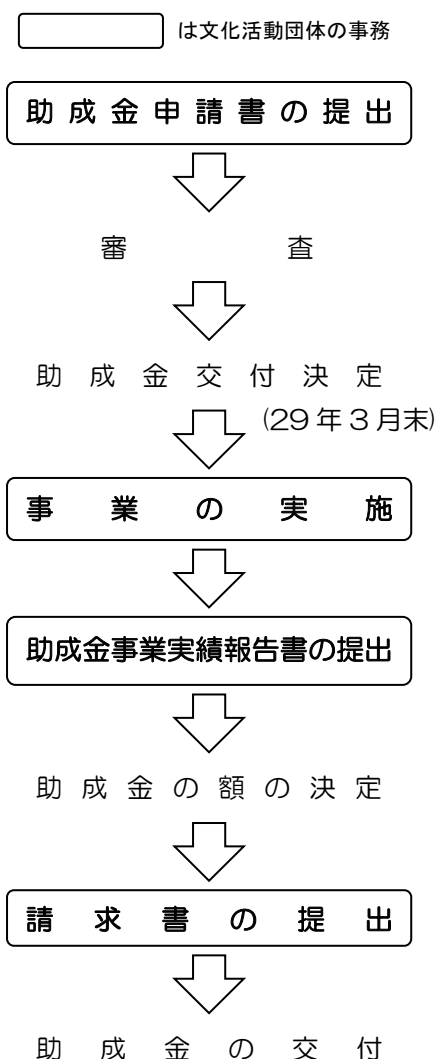 は文化活動団体の事務
助成金申請書の提出
審査
助成金交付決定
(29年3月末)
事業の実施
助成金事業実績報告書の提出
助成金の額の決定
請求書の提出
助成金の交付